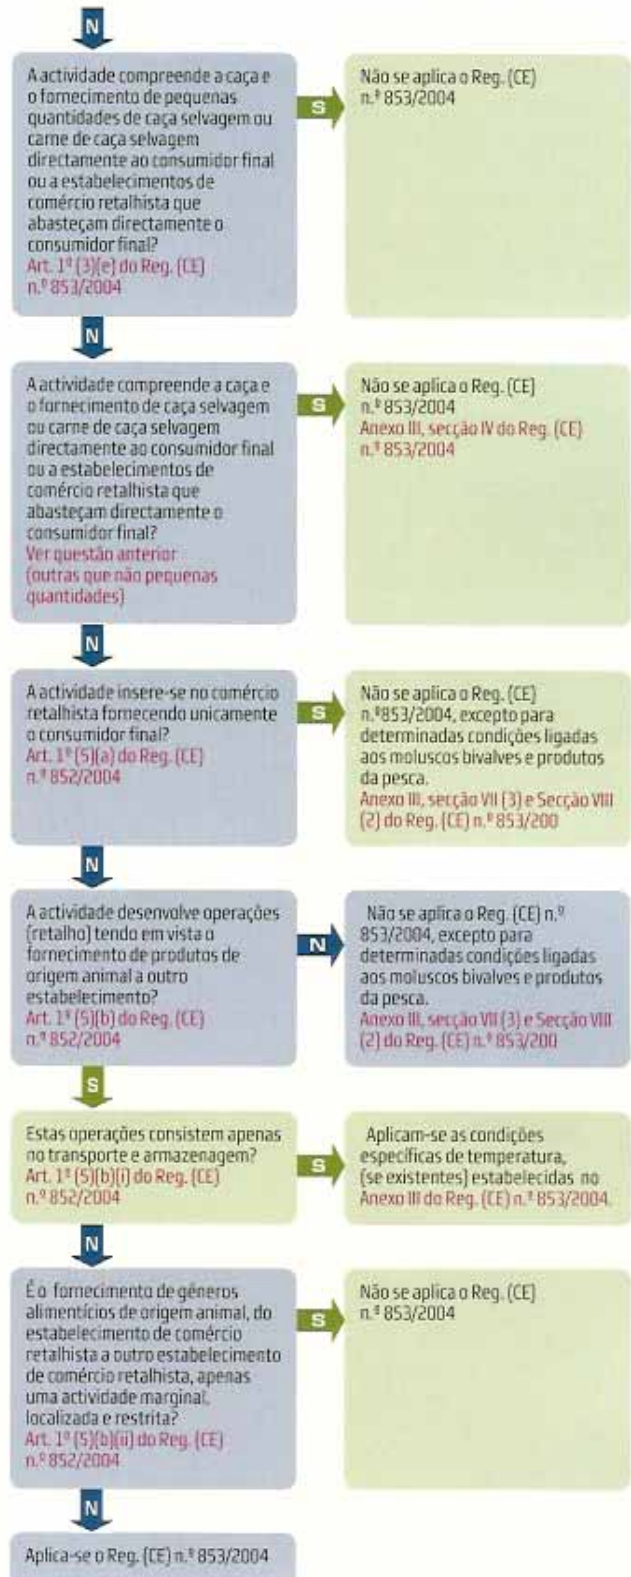 N
A actividade compreende a caça e
o fornecimento de pequenas
quantidades de caça selvagem ou
carne de caça selvagem
directamente ao consumidor final
ou a estabelecimentos de
comércio retalhista que
abasteçam directamente o
consumidor final?
Art. 1º (3)(e) do Reg. (CE)
n.º 853/2004
S
Não se aplica o Reg. (CE)
n.º 853/2004
N
A actividade compreende a caça e
o fornecimento de caça selvagem
ou carne de caça selvagem
directamente ao consumidor final
ou a estabelecimentos de
comércio retalhista que
abasteçam directamente o
consumidor final?
Ver questão anterior
(outras que não pequenas
quantidades)
S
Não se aplica o Reg. (CE)
n.º 853/2004
Anexo III, secção IV do Reg. (CE)
n.º 853/2004
N
A actividade insere-se no comércio
retalhista fornecendo unicamente
o consumidor final?
Art. 1º (5)(a) do Reg. (CE)
n.º 852/2004
S
Não se aplica o Reg. (CE)
n.º853/2004, excepto para
determinadas condições ligadas
aos moluscos bivalves e produtos
da pesca.
Anexo III, secção VII (3) e Secção VIII
(2) do Reg. (CE) n.º 853/200
N
A actividade desenvolve operações
(retalho) tendo em vista o
fornecimento de produtos de
origem animal a outro
estabelecimento?
Art. 1º (5)(b) do Reg. (CE)
n.º 852/2004
N
Não se aplica o Reg. (CE) n.º
853/2004, excepto para
determinadas condições ligadas
aos moluscos bivalves e produtos
da pesca.
Anexo III, secção VII (3) e Secção VIII
(2) do Reg. (CE) n.º 853/200
S
Estas operações consistem apenas
no transporte e armazenagem?
Art. 1º (5)(b)(i) do Reg. (CE)
n.º 852/2004
S
Aplicam-se as condições
específicas de temperatura,
(se existentes) estabelecidas no
Anexo III do Reg. (CE) n.º 853/2004.
N
É o fornecimento de géneros
alimentícios de origem animal, do
estabelecimento de comércio
retalhista a outro estabelecimento
de comércio retalhista, apenas
uma actividade marginal,
localizada e restrita?
Art. 1º (5)(b)(ii) do Reg. (CE)
n.º 852/2004
S
Não se aplica o Reg. (CE)
n.º 853/2004
N
Aplica-se o Reg. (CE) n.º 853/2004